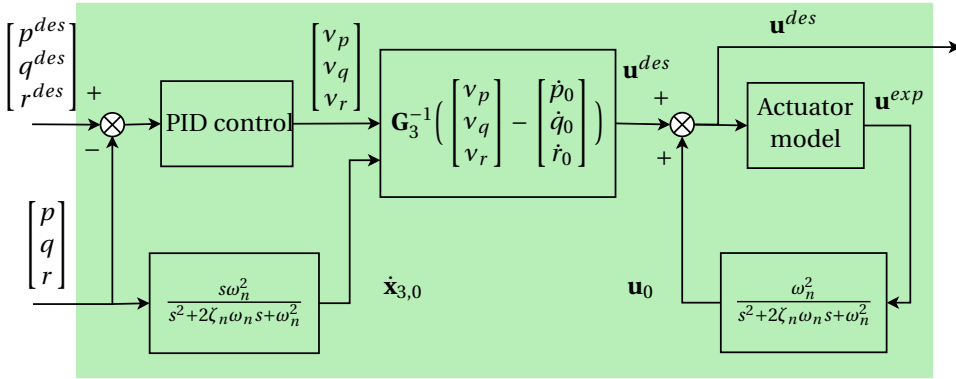 [p^{des} q^{des} r^{des}]
+
−
PID control
[ν_p ν_q ν_r]
G_3^{-1}([ν_p ν_q ν_r] − [ṗ_0 q̇_0 ṙ_0])
u^{des}
+
+
u^{des}
Actuator
model
u^{exp}
[p q r]
sω_n^2
s^2+2ζ_nω_ns+ω_n^2
ẋ_{3,0}
u_0
ω_n^2
s^2+2ζ_nω_ns+ω_n^2